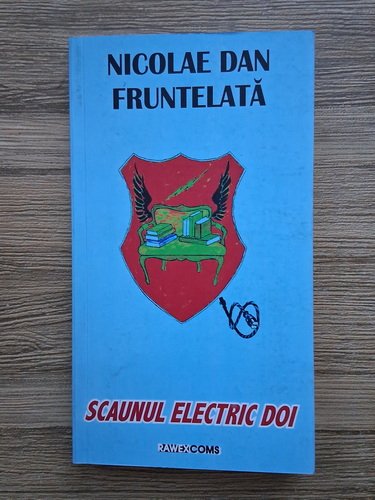 NICOLAE DAN
FRUNTELATĂ
SCAUNUL ELECTRIC DOI
RAWEXCOMS